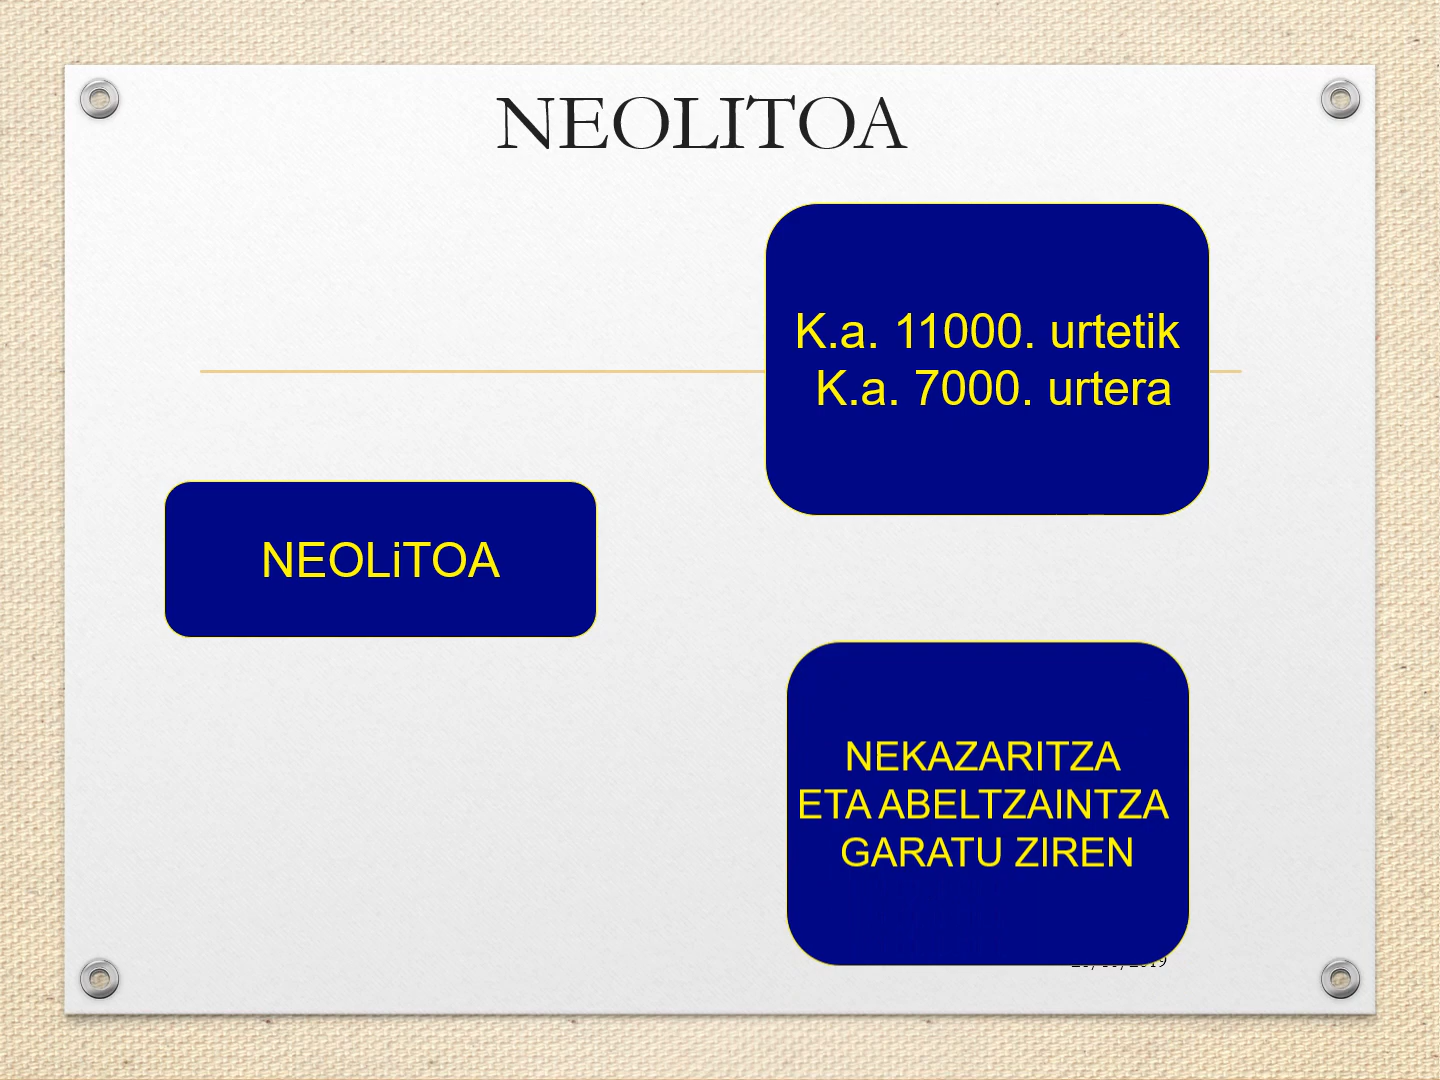 NEOLITOA
K.a. 11000. urtetik
K.a. 7000. urtera
NEOLiTOA
NEKAZARITZA
ETA ABELTZAINTZA
GARATU ZIREN